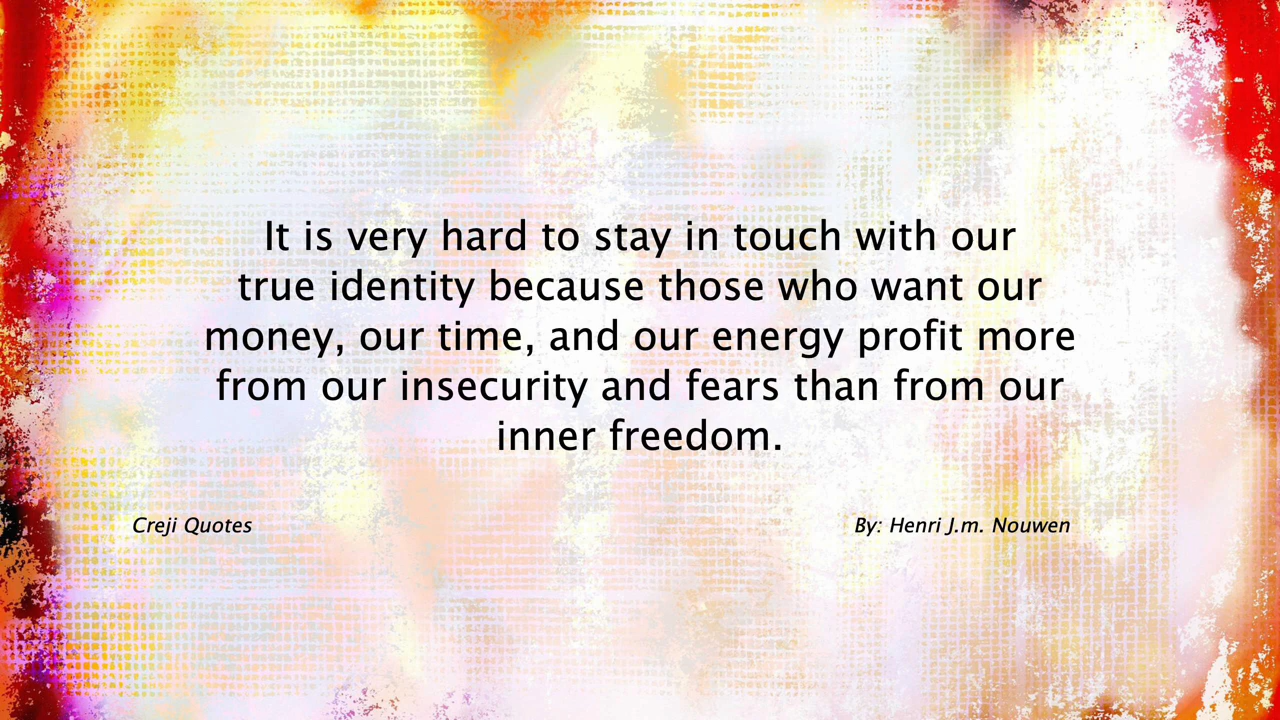 It is very hard to stay in touch with our
true identity because those who want our
money, our time, and our energy profit more
from our insecurity and fears than from our
inner freedom.
Creji Quotes
By: Henri J.m. Nouwen